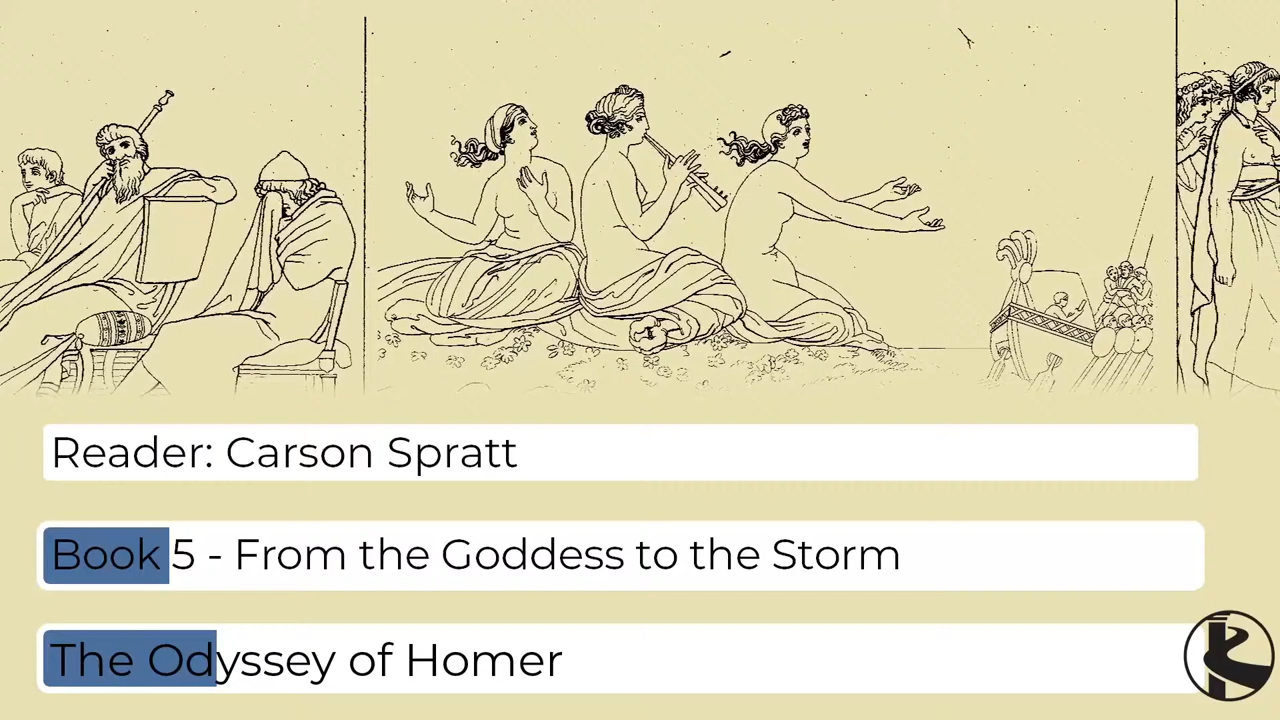 Reader: Carson Spratt
Book 5 - From the Goddess to the Storm
The Odyssey of Homer